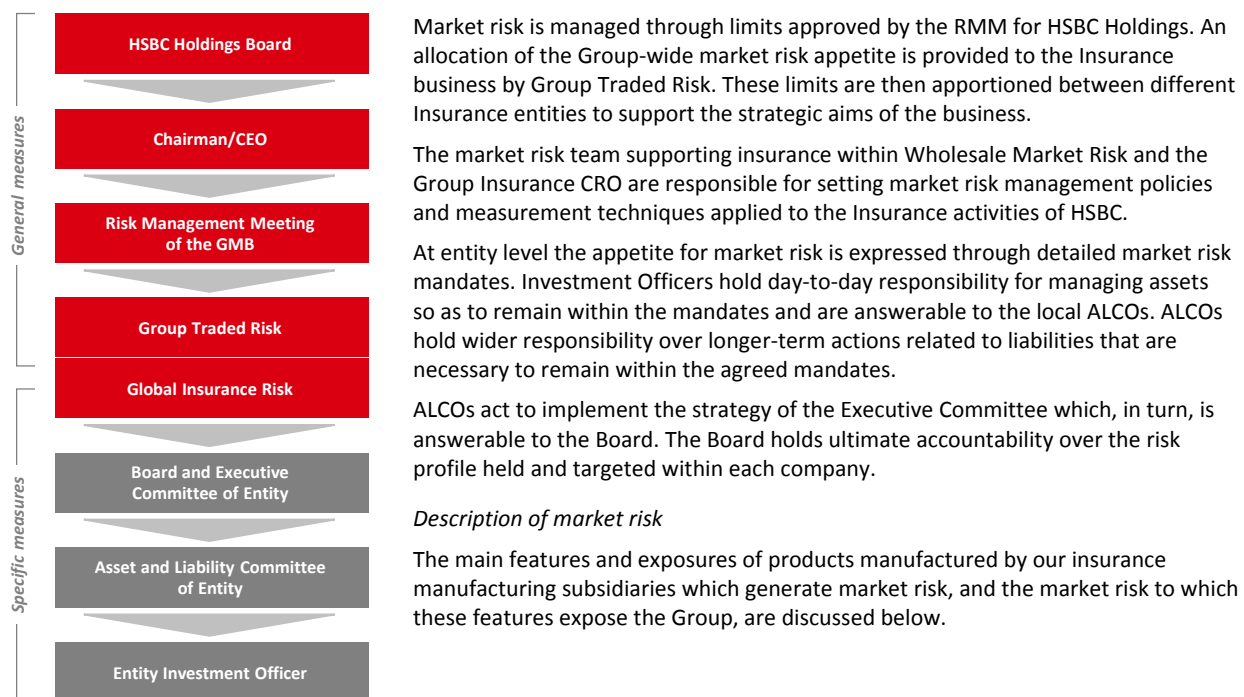 General measures
HSBC Holdings Board
Chairman/CEO
Risk Management Meeting
of the GMB
Group Traded Risk
Specific measures
Global Insurance Risk
Board and Executive
Committee of Entity
Asset and Liability Committee
of Entity
Entity Investment Officer
Market risk is managed through limits approved by the RMM for HSBC Holdings. An
allocation of the Group-wide market risk appetite is provided to the Insurance
business by Group Traded Risk. These limits are then apportioned between different
Insurance entities to support the strategic aims of the business.
The market risk team supporting insurance within Wholesale Market Risk and the
Group Insurance CRO are responsible for setting market risk management policies
and measurement techniques applied to the Insurance activities of HSBC.
At entity level the appetite for market risk is expressed through detailed market risk
mandates. Investment Officers hold day-to-day responsibility for managing assets
so as to remain within the mandates and are answerable to the local ALCOs. ALCOs
hold wider responsibility over longer-term actions related to liabilities that are
necessary to remain within the agreed mandates.
ALCOs act to implement the strategy of the Executive Committee which, in turn, is
answerable to the Board. The Board holds ultimate accountability over the risk
profile held and targeted within each company.
Description of market risk
The main features and exposures of products manufactured by our insurance
manufacturing subsidiaries which generate market risk, and the market risk to which
these features expose the Group, are discussed below.